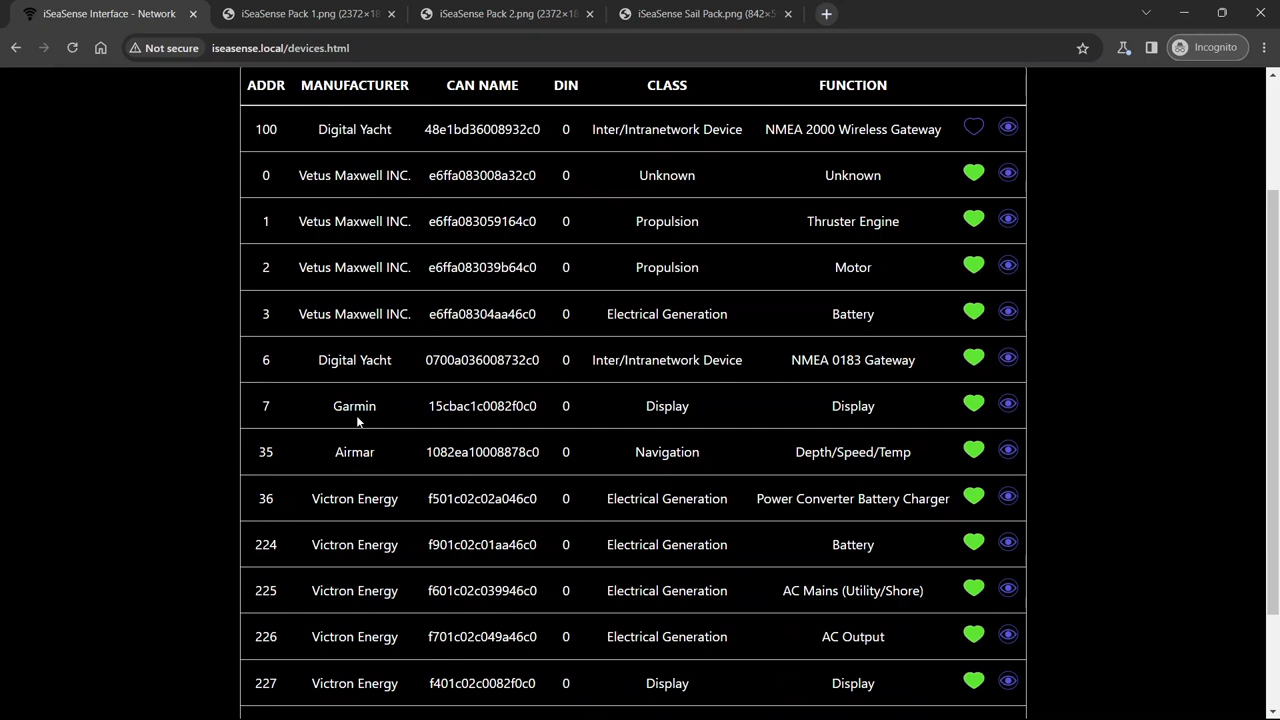 iSeaSense Interface - Network
iSeaSense Pack 1.png (2372×18
iSeaSense Pack 2.png (2372×18
iSeaSense Sail Pack.png (842×5
Not secure
iseasense.local/devices.html
Incognito
ADDR MANUFACTURER CAN NAME DIN CLASS FUNCTION
100 Digital Yacht 48e1bd36008932c0 0 Inter/Intranetwork Device NMEA 2000 Wireless Gateway
0 Vetus Maxwell INC. e6ffa083008a32c0 0 Unknown Unknown
1 Vetus Maxwell INC. e6ffa083059164c0 0 Propulsion Thruster Engine
2 Vetus Maxwell INC. e6ffa083039b64c0 0 Propulsion Motor
3 Vetus Maxwell INC. e6ffa08304aa46c0 0 Electrical Generation Battery
6 Digital Yacht 0700a036008732c0 0 Inter/Intranetwork Device NMEA 0183 Gateway
7 Garmin 15cbac1c0082f0c0 0 Display Display
35 Airmar 1082ea10008878c0 0 Navigation Depth/Speed/Temp
36 Victron Energy f501c02c02a046c0 0 Electrical Generation Power Converter Battery Charger
224 Victron Energy f901c02c01aa46c0 0 Electrical Generation Battery
225 Victron Energy f601c02c039946c0 0 Electrical Generation AC Mains (Utility/Shore)
226 Victron Energy f701c02c049a46c0 0 Electrical Generation AC Output
227 Victron Energy f401c02c0082f0c0 0 Display Display